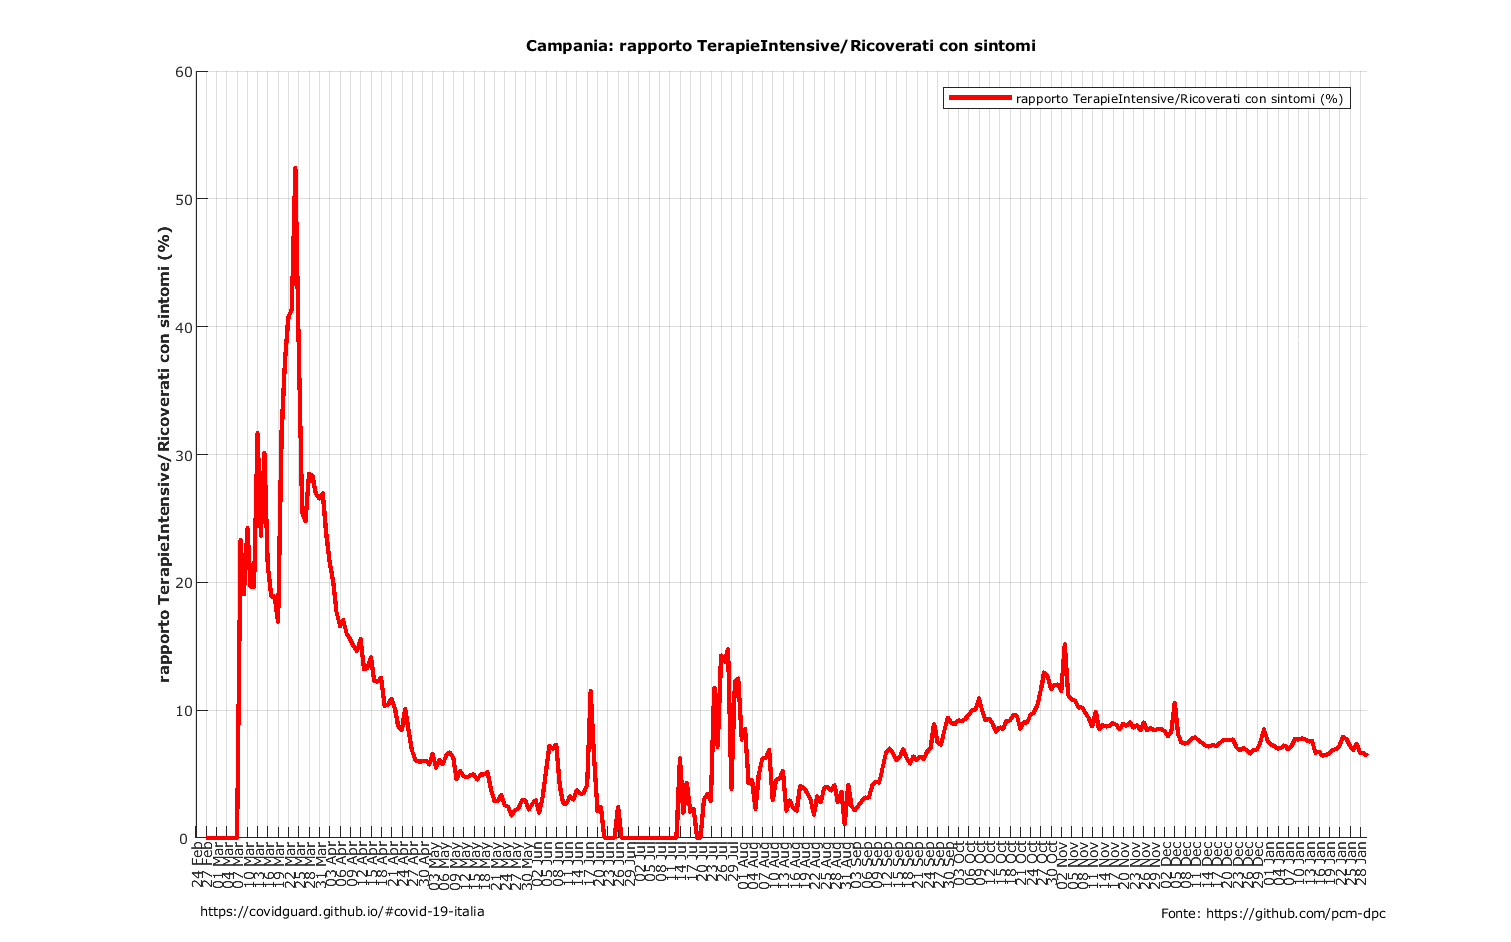 Campania: rapporto TerapieIntensive/Ricoverati con sintomi
rapporto TerapieIntensive/Ricoverati con sintomi (%)
rapporto TerapieIntensive/Ricoverati con sintomi (%)
60
50
40
30
20
10
0
24 Feb
27 Feb
01 Mar
04 Mar
07 Mar
10 Mar
13 Mar
16 Mar
19 Mar
22 Mar
25 Mar
28 Mar
31 Mar
03 Apr
06 Apr
09 Apr
12 Apr
15 Apr
18 Apr
21 Apr
24 Apr
27 Apr
30 Apr
03 May
06 May
09 May
12 May
15 May
18 May
21 May
24 May
27 May
30 May
02 Jun
05 Jun
08 Jun
11 Jun
14 Jun
17 Jun
20 Jun
23 Jun
26 Jun
29 Jun
02 Jul
05 Jul
08 Jul
11 Jul
14 Jul
17 Jul
20 Jul
23 Jul
26 Jul
29 Jul
01 Aug
04 Aug
07 Aug
10 Aug
13 Aug
16 Aug
19 Aug
22 Aug
25 Aug
28 Aug
31 Aug
03 Sep
06 Sep
09 Sep
12 Sep
15 Sep
18 Sep
21 Sep
24 Sep
27 Sep
30 Sep
03 Oct
06 Oct
09 Oct
12 Oct
15 Oct
18 Oct
21 Oct
24 Oct
27 Oct
30 Oct
02 Nov
05 Nov
08 Nov
11 Nov
14 Nov
17 Nov
20 Nov
23 Nov
26 Nov
29 Nov
02 Dec
05 Dec
08 Dec
11 Dec
14 Dec
17 Dec
20 Dec
23 Dec
26 Dec
29 Dec
01 Jan
04 Jan
07 Jan
10 Jan
13 Jan
16 Jan
19 Jan
22 Jan
25 Jan
28 Jan
https://covidguard.github.io/#covid-19-italia
Fonte: https://github.com/pcm-dpc